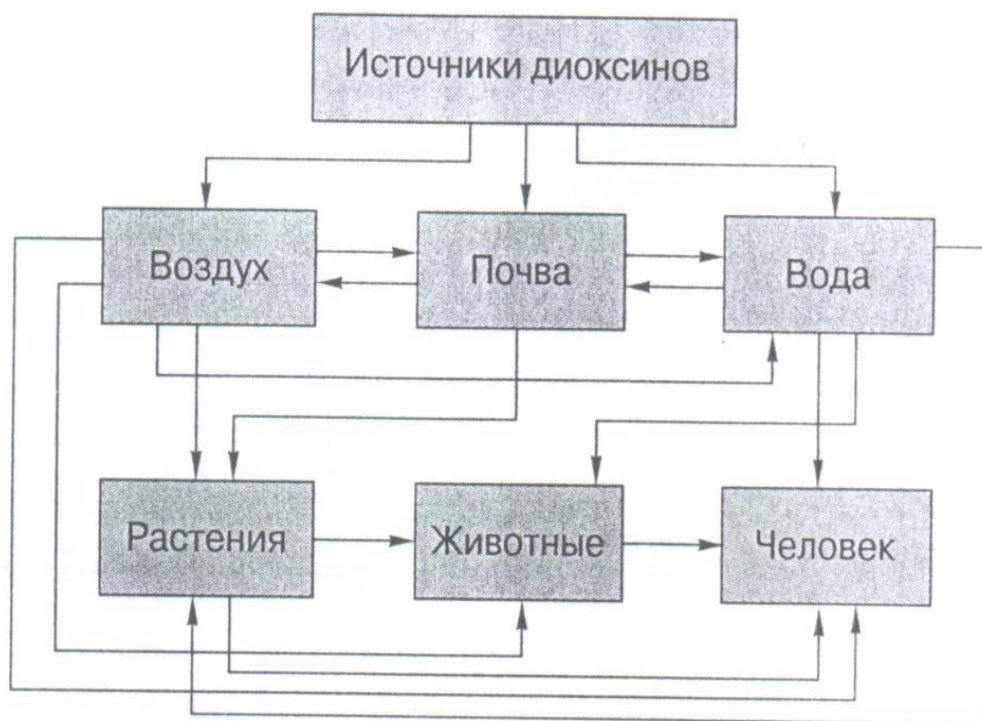 Источники диоксинов
Воздух
Почва
Вода
Растения
Животные
Человек